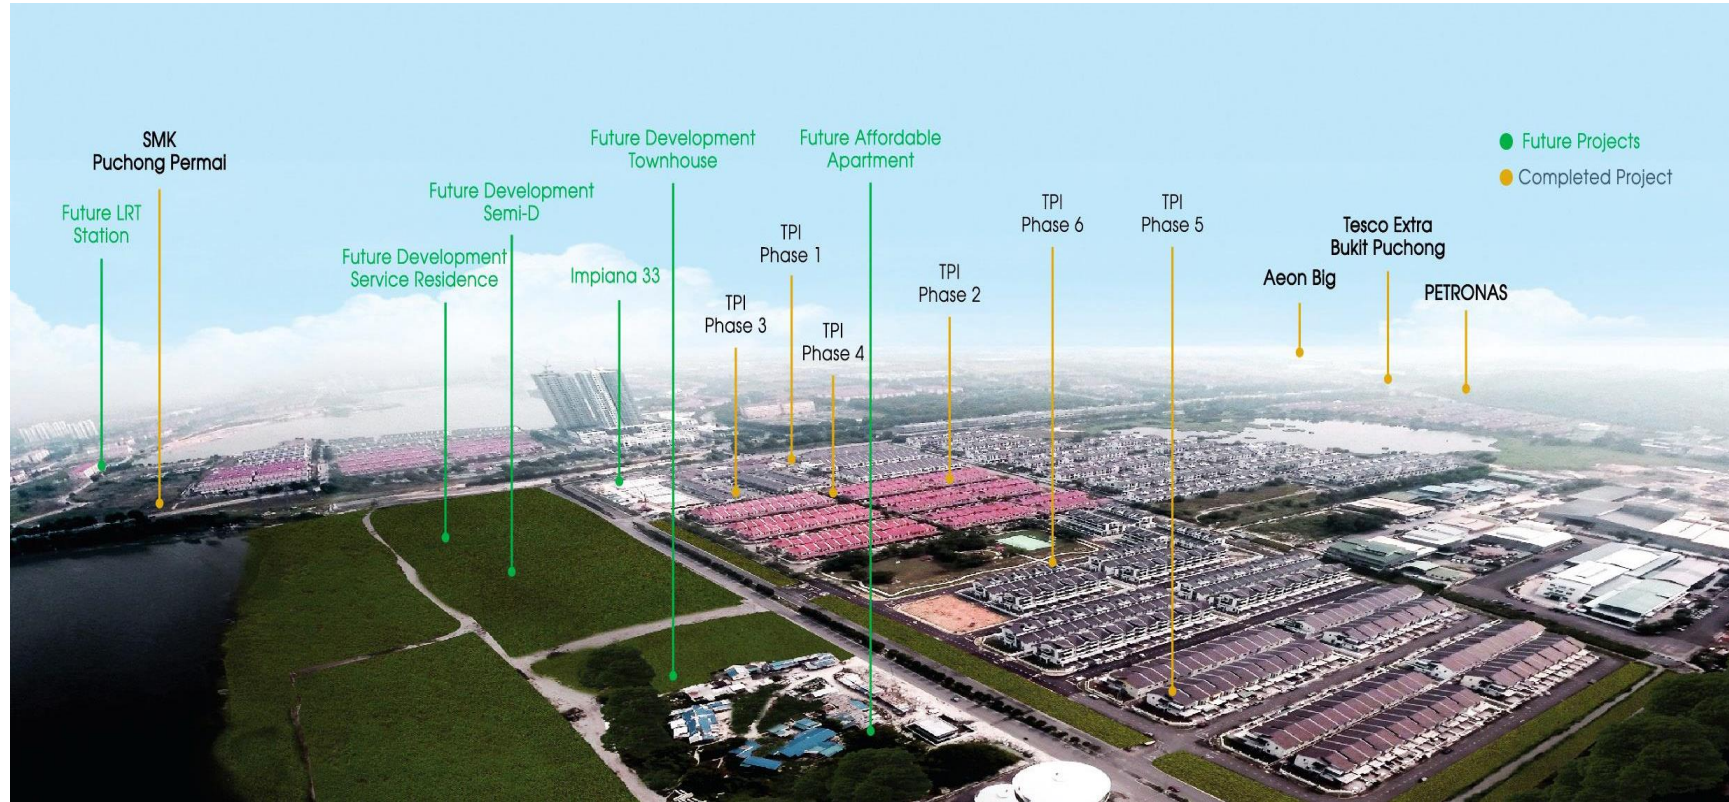 SMK
Puchong Permai
Future LRT
Station
Future Development
Service Residence
Future Development
Semi-D
Impiana 33
Future Development
Townhouse
TPI
Phase 3
TPI
Phase 1
TPI
Phase 4
Future Affordable
Apartment
TPI
Phase 2
TPI
Phase 6
TPI
Phase 5
Aeon Big
Tesco Extra
Bukit Puchong
PETRONAS
Future Projects
Completed Project